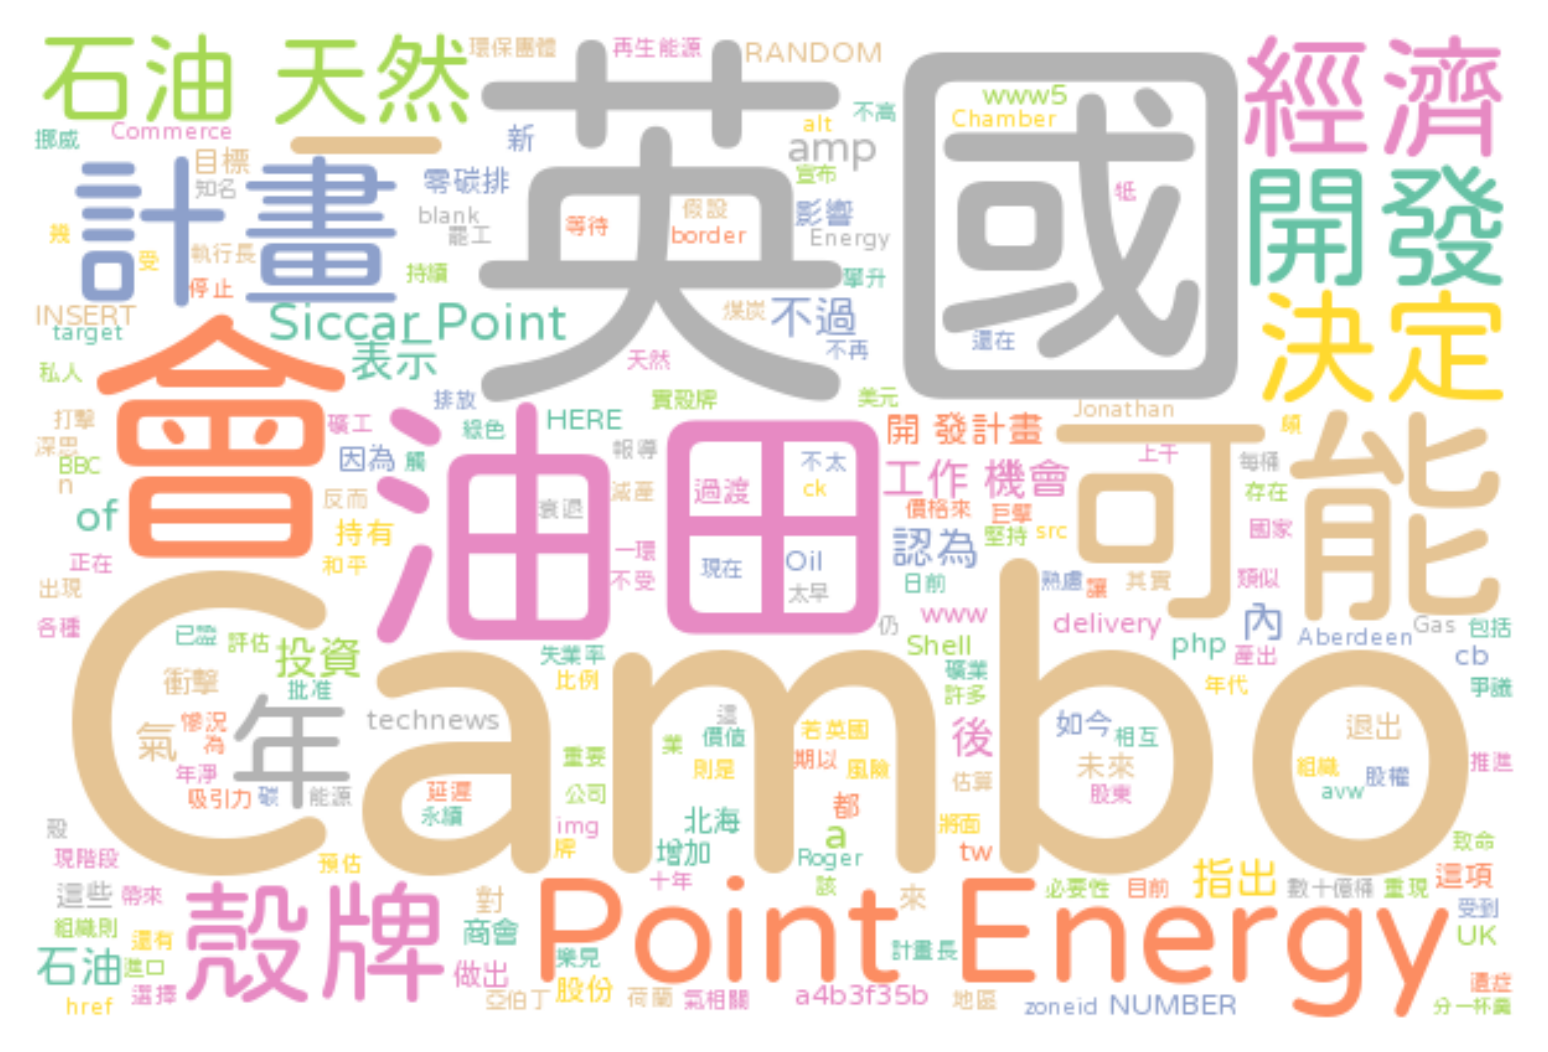 石油 天然
環保團體
再生能源
RANDOM
英國
www5
Chamber
經濟
挪威
Commerce
一
新
alt
不高
amp
計畫
目標
知名
零碳排
宣布
牴
開發
blank
罷工
等待
假設
border
影響
Energy
幾
受
執行長
停止
持續
攀升
INSERT
target
Siccar Point
煤炭
不過
還在
決定
會
表示
天然
不再
私人
排放
實殼牌
美元
打擊
礦工
綠色
HERE
開 發計畫
Jonathan
可能
深思
BBC
n
因為
觸
油田
報導
過渡
不太
ck
工作 機會
上千
每桶
存在
of
反而
持有
衰退
減產
價格來
巨擘
堅持
src
國家
正在
和平
一環
不受
現在
Oil
太早
認為
日前
熟慮
讓
其實
類似
出現
各種
Cambo
已證
評估
投資
批准
失業率
比例
仍
www
Shell
delivery
php
內
產出
Aberdeen
Gas
包括
cb
爭議
衝擊
礦業
許多
年代
氣
慘況
為
年
technews
這
價值
業
若英國
後
如今
相互
退出
年淨
吸引力
碳
能源
重要
則是
期以
風險
估算
未來
股東
組織
股權
avw
推進
延遲
永續
公司
img
牌
北海
增加
都
a
Roger
將面
tw
殼
現階段
預估
致命
這些
帶來
殼牌
對
十年
該
來
必要性
目前
指出
數十億桶
重現
這項
組織則
還有
進口
商會
Point Energy
計畫長
受到
UK
石油
選擇
做出
樂見
股份
亞伯丁
荷蘭
氣相關
a4b3f35b
地區
zoneid
NUMBER
遺症
分一杯羹
href